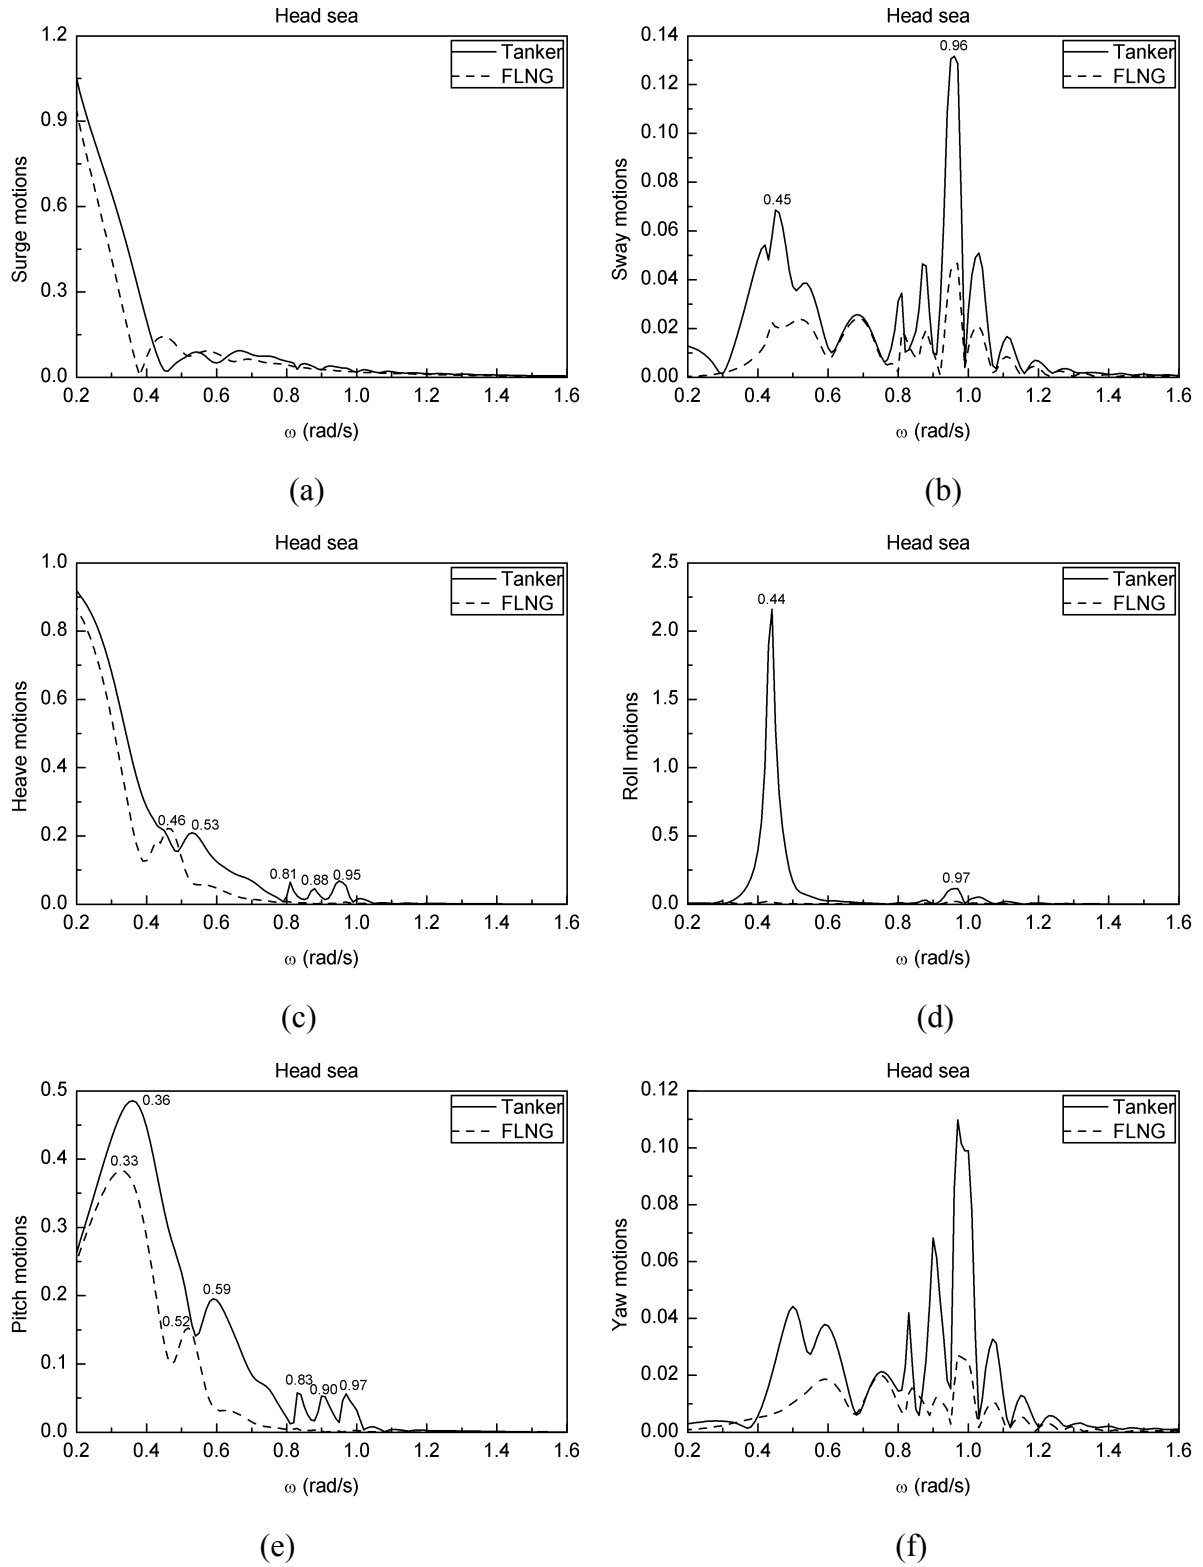 Head sea
Tanker
FLNG
Surge motions
1.2
0.9
0.6
0.3
0.0
0.2 0.4 0.6 0.8 1.0 1.2 1.4 1.6
ω (rad/s)
(a)
Head sea
Tanker
FLNG
Sway motions
0.14
0.12
0.10
0.08
0.06
0.04
0.02
0.00
0.45
0.96
0.2 0.4 0.6 0.8 1.0 1.2 1.4 1.6
ω (rad/s)
(b)
Head sea
Tanker
FLNG
Heave motions
1.0
0.8
0.6
0.4
0.2
0.0
0.46 0.53
0.81 0.88 0.95
0.2 0.4 0.6 0.8 1.0 1.2 1.4 1.6
ω (rad/s)
(c)
Head sea
Tanker
FLNG
Roll motions
2.5
2.0
1.5
1.0
0.5
0.0
0.44
0.97
0.2 0.4 0.6 0.8 1.0 1.2 1.4 1.6
ω (rad/s)
(d)
Head sea
Tanker
FLNG
Pitch motions
0.5
0.4
0.3
0.2
0.1
0.0
0.36
0.33
0.59
0.52
0.83 0.90 0.97
0.2 0.4 0.6 0.8 1.0 1.2 1.4 1.6
ω (rad/s)
(e)
Head sea
Tanker
FLNG
Yaw motions
0.12
0.10
0.08
0.06
0.04
0.02
0.00
0.2 0.4 0.6 0.8 1.0 1.2 1.4 1.6
ω (rad/s)
(f)